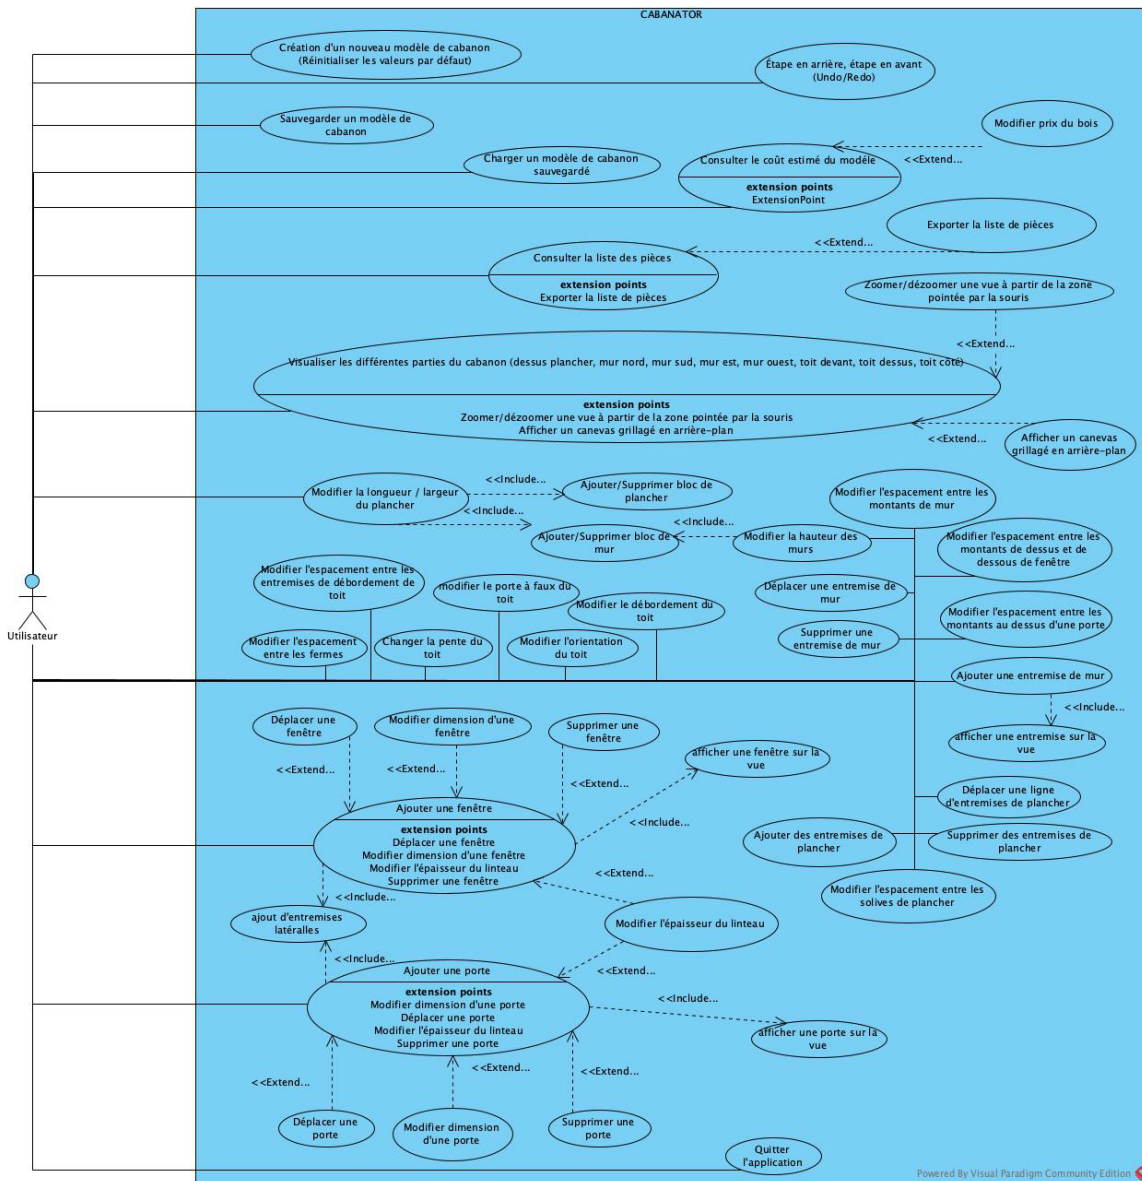 CABANATOR
Création d'un nouveau modèle de cabanon
(Réinitialiser les valeurs par défaut)
Étape en arrière, étape en avant
(Undo/Redo)
Sauvegarder un modèle de
cabanon
Modifier prix du bois
Charger un modèle de cabanon
sauvegardé
Consulter le coût estimé du modèle
<<Extend...
extension points
ExtensionPoint
Exporter la liste de pièces
<<Extend...
Consulter la liste des pièces
extension points
Exporter la liste de pièces
Zoomer/dézoomer une vue à partir de la zone
pointée par la souris
<<Extend...
Visualiser les différentes parties du cabanon (dessus plancher, mur nord, mur sud, mur est, mur ouest, toit devant, toit dessus, toit côté)
extension points
Zoomer/dézoomer une vue à partir de la zone pointée par la souris
Afficher un canevas grillagé en arrière-plan
<<Extend...
Afficher un canevas
grillagé en arrière-plan
Modifier la longueur / largeur
du plancher
<<Include...
Ajouter/Supprimer bloc de
plancher
<<Include...
Ajouter/Supprimer bloc de
mur
<<Include...
Modifier la hauteur des
murs
Modifier l'espacement entre les
montants de mur
Modifier l'espacement entre les
montants de dessus et de
dessous de fenêtre
Modifier l'espacement entre les
entremises de débordement de
toit
modifier le porte à faux du
toit
Modifier le débordement du
toit
Déplacer une entremise de
mur
Modifier l'espacement entre les
montants au dessus d'une porte
Utilisateur
Modifier l'espacement
entre les fermes
Changer la pente du
toit
Modifier l'orientation
du toit
Supprimer une
entremise de mur
Ajouter une entremise de mur
<<Include...
afficher une entremise sur la
vue
Déplacer une
fenêtre
Modifier dimension d'une
fenêtre
Supprimer une
fenêtre
afficher une fenêtre sur la
vue
<<Extend...
<<Extend...
<<Extend...
<<Include...
Déplacer une ligne
d'entremises de plancher
Ajouter une fenêtre
extension points
Déplacer une fenêtre
Modifier dimension d'une fenêtre
Modifier l'épaisseur du linteau
Supprimer une fenêtre
Ajouter des entremises de
plancher
Supprimer des entremises de
plancher
Modifier l'espacement entre les
solives de plancher
<<Include...
<<Extend...
ajout d'entremises
latéralles
Modifier l'épaisseur du linteau
<<Include...
<<Extend...
Ajouter une porte
extension points
Modifier dimension d'une porte
Déplacer une porte
Modifier l'épaisseur du linteau
Supprimer une porte
<<Include...
afficher une porte sur la
vue
<<Extend...
<<Extend...
<<Extend...
Déplacer une
porte
Modifier dimension
d'une porte
Supprimer une
porte
Quitter
l'application
Powered By Visual Paradigm Community Edition